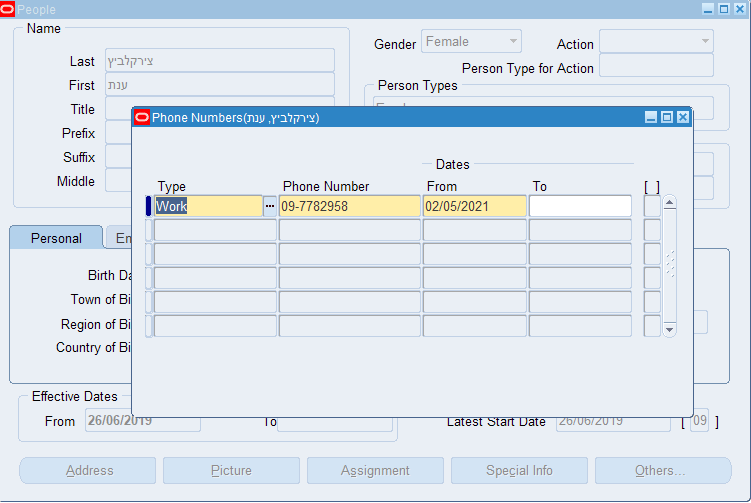 People
Name
Last צירקלביץ
First ענת
Title
Prefix
Suffix
Middle
Gender Female Action
Person Type for Action
Person Types
Phone Numbers(צירקלביץ, ענת)
Dates
Type Phone Number From To [ ]
Work ... 09-7782958 02/05/2021
Personal
Birth Da
Town of Bi
Region of Bi
Country of Bi
Effective Dates
From 26/06/2019 To
Latest Start Date 26/06/2019 [ 09 ]
Address Picture Assignment Special Info Others...